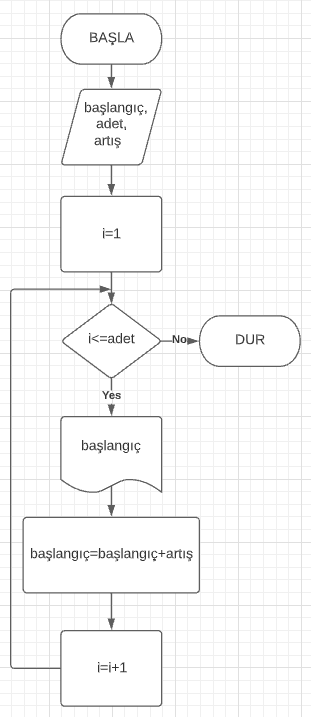 BAŞLA
başlangıç,
adet,
artış
i=1
i<=adet
No
DUR
Yes
başlangıç
başlangıç=başlangıç+artış
i=i+1